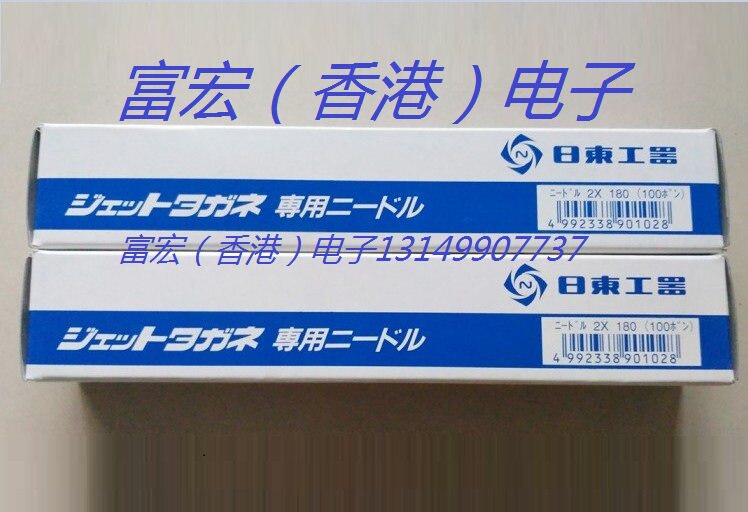 富宏（香港）电子
日東工器
ニードル 2X 180 (100ポン)
4 992338 901028
ジェットタガネ 専用ニードル
富宏（香港）电子13149907737
日東工器
ニードル 2X 180 (100ポン)
4 992338 901028
ジェットタガネ 専用ニードル